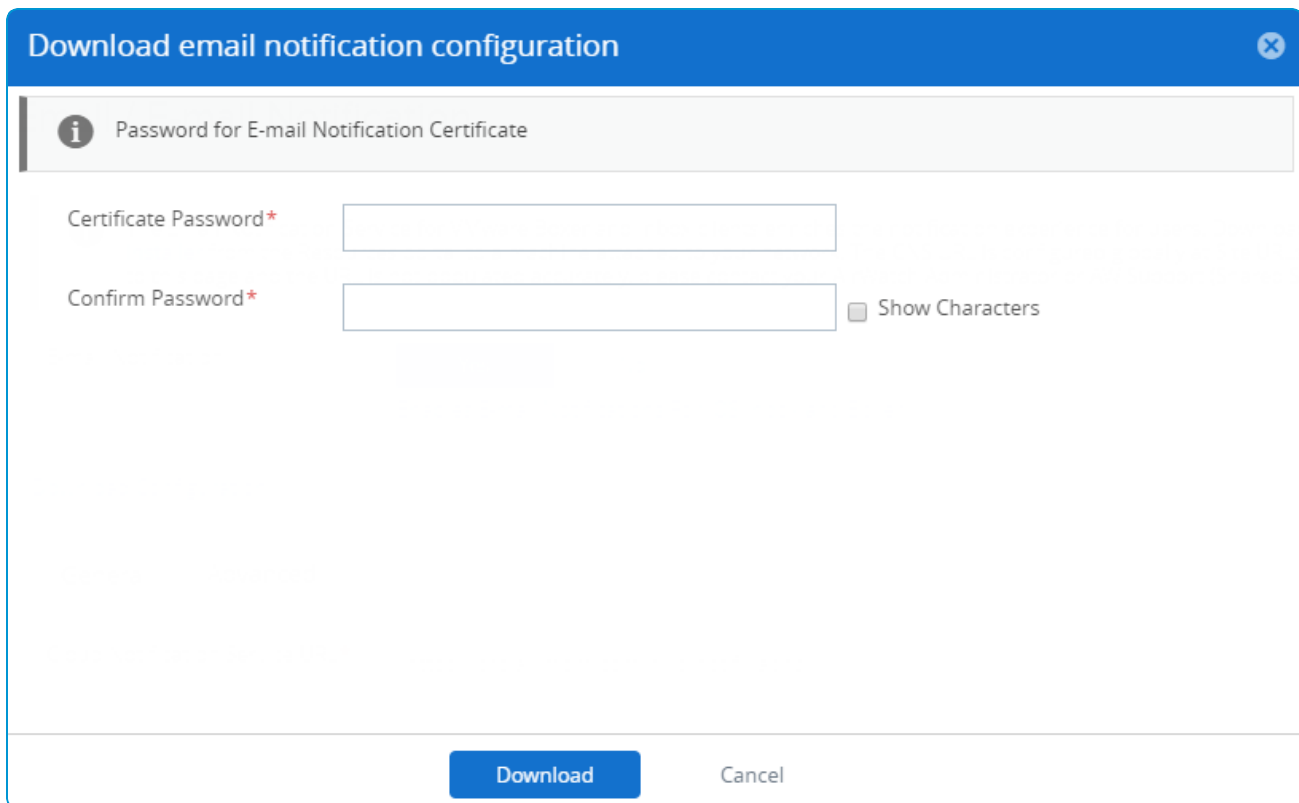 Download email notification configuration
Password for E-mail Notification Certificate
Certificate Password*
Confirm Password*
Show Characters
Download
Cancel